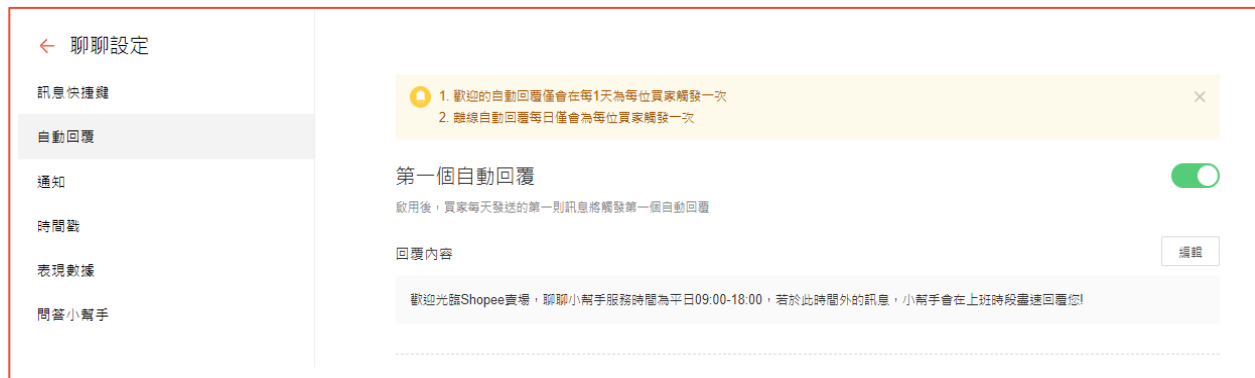 ← 聊聊設定
訊息快捷鍵
自動回覆
通知
時間戳
表現數據
問答小幫手
1. 歡迎的自動回覆僅會在每1天為每位買家觸發一次
2. 離線自動回覆每日僅會為每位買家觸發一次
第一個自動回覆
啟用後，買家每天發送的第一則訊息將觸發第一個自動回覆
回覆內容
編輯
歡迎光臨Shopee賣場，聊聊小幫手服務時間為平日09:00-18:00，若於此時間外的訊息，小幫手會在上班時段盡速回覆您!